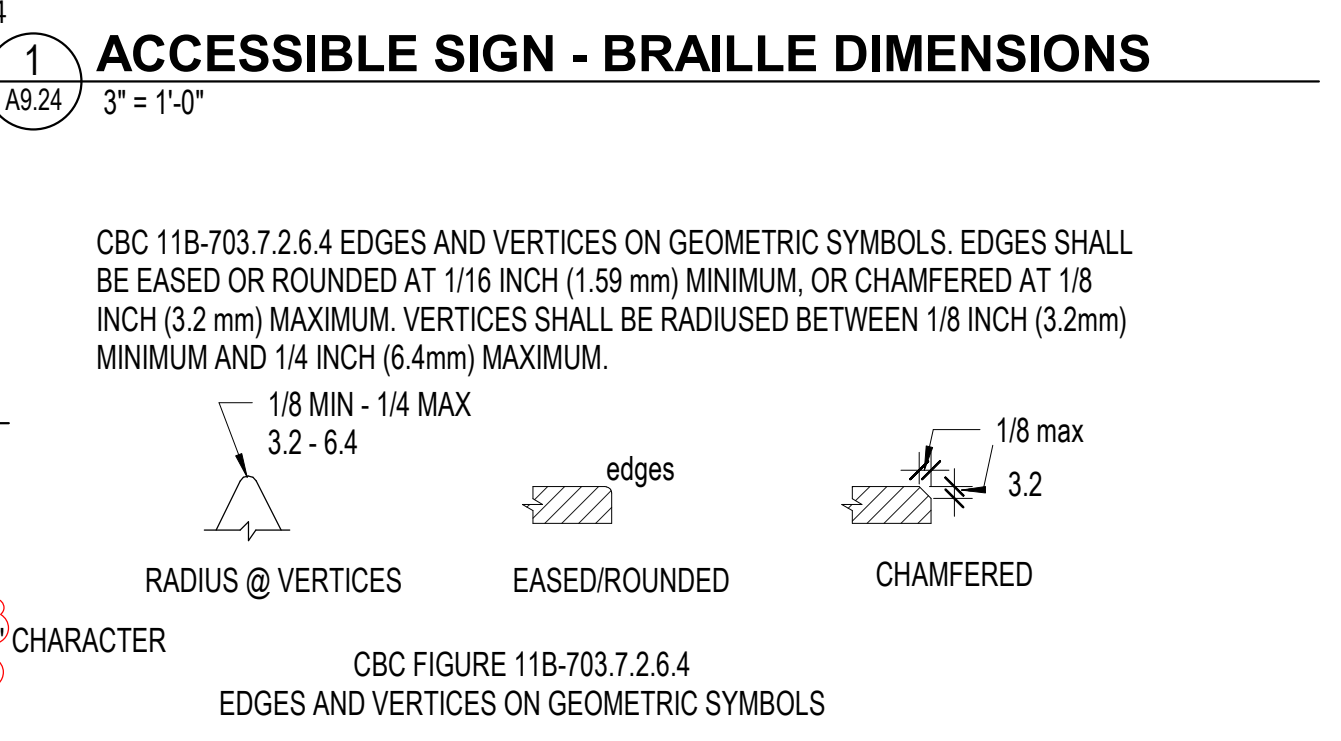 4
1
ACCESSIBLE SIGN - BRAILLE DIMENSIONS
A9.24
3" = 1'-0"
CBC 11B-703.7.2.6.4 EDGES AND VERTICES ON GEOMETRIC SYMBOLS. EDGES SHALL
BE EASED OR ROUNDED AT 1/16 INCH (1.59 mm) MINIMUM, OR CHAMFERED AT 1/8
INCH (3.2 mm) MAXIMUM. VERTICES SHALL BE RADIUSED BETWEEN 1/8 INCH (3.2mm)
MINIMUM AND 1/4 INCH (6.4mm) MAXIMUM.
1/8 MIN - 1/4 MAX
3.2 - 6.4
edges
1/8 max
3.2
RADIUS @ VERTICES
EASED/ROUNDED
CHAMFERED
" CHARACTER
CBC FIGURE 11B-703.7.2.6.4
EDGES AND VERTICES ON GEOMETRIC SYMBOLS